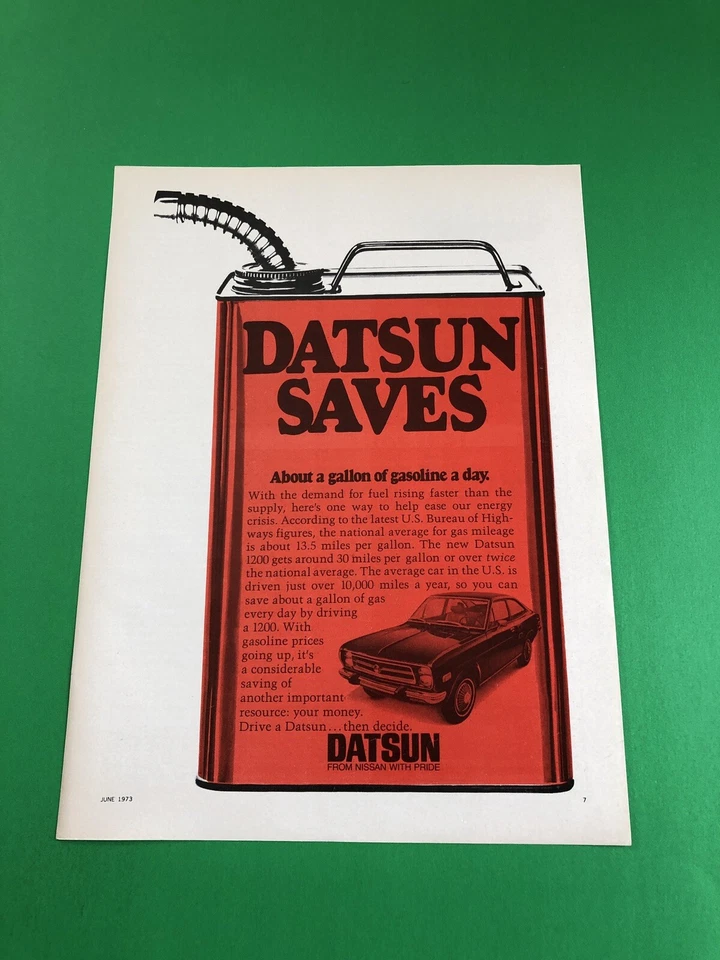 DATSUN
SAVES
About a gallon of gasoline a day.
With the demand for fuel rising faster than the
supply, here's one way to help ease our energy
crisis. According to the latest U.S. Bureau of High-
ways figures, the national average for gas mileage
is about 13.5 miles per gallon. The new Datsun
1200 gets around 30 miles per gallon or over twice
the national average. The average car in the U.S. is
driven just over 10,000 miles a year, so you can
save about a gallon of gas
every day by driving
a 1200. With
gasoline prices
going up, it's
a considerable
saving of
another important
resource: your money.
Drive a Datsun...then decide.
DATSUN
FROM NISSAN WITH PRIDE
JUNE 1973
7